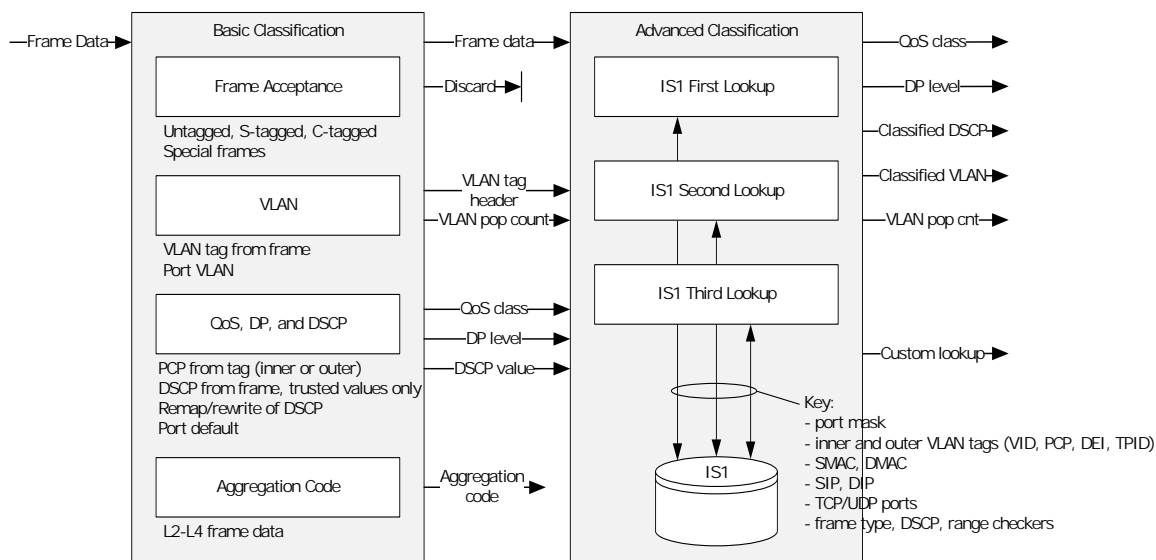 Basic Classification
Advanced Classification
Frame Data
Frame data
QoS class
Frame Acceptance
Discard
IS1 First Lookup
DP level
Untagged, S-tagged, C-tagged
Special frames
Classified DSCP
VLAN
VLAN tag
header
VLAN pop count
IS1 Second Lookup
Classified VLAN
VLAN pop cnt
VLAN tag from frame
Port VLAN
IS1 Third Lookup
QoS, DP, and DSCP
QoS class
DP level
DSCP value
Custom lookup
PCP from tag (inner or outer)
DSCP from frame, trusted values only
Remap/rewrite of DSCP
Port default
Key:
- port mask
- inner and outer VLAN tags (VID, PCP, DEI, TPID)
- SMAC, DMAC
- SIP, DIP
- TCP/UDP ports
- frame type, DSCP, range checkers
IS1
Aggregation Code
Aggregation
code
L2-L4 frame data